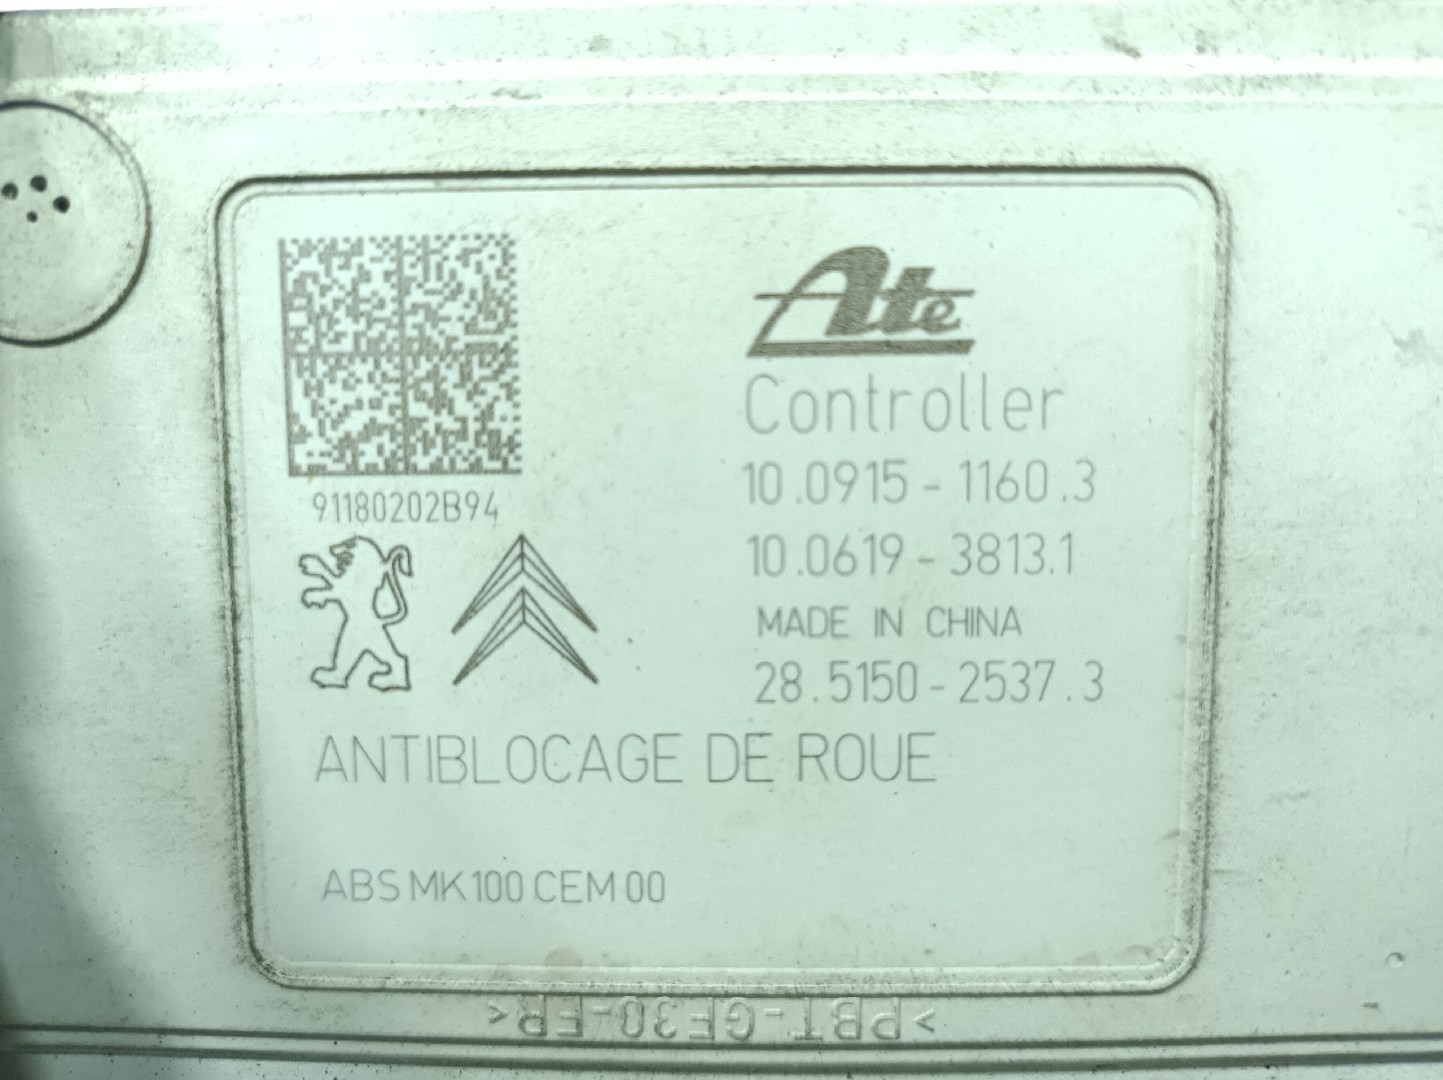 Ate
Controller
10.0915-1160.3
10.0619-3813.1
MADE IN CHINA
28.5150-2537.3
91180202B94
ANTIBLOCAGE DE ROUE
ABS MK100 CEM 00
>PBT-GF30-FR<